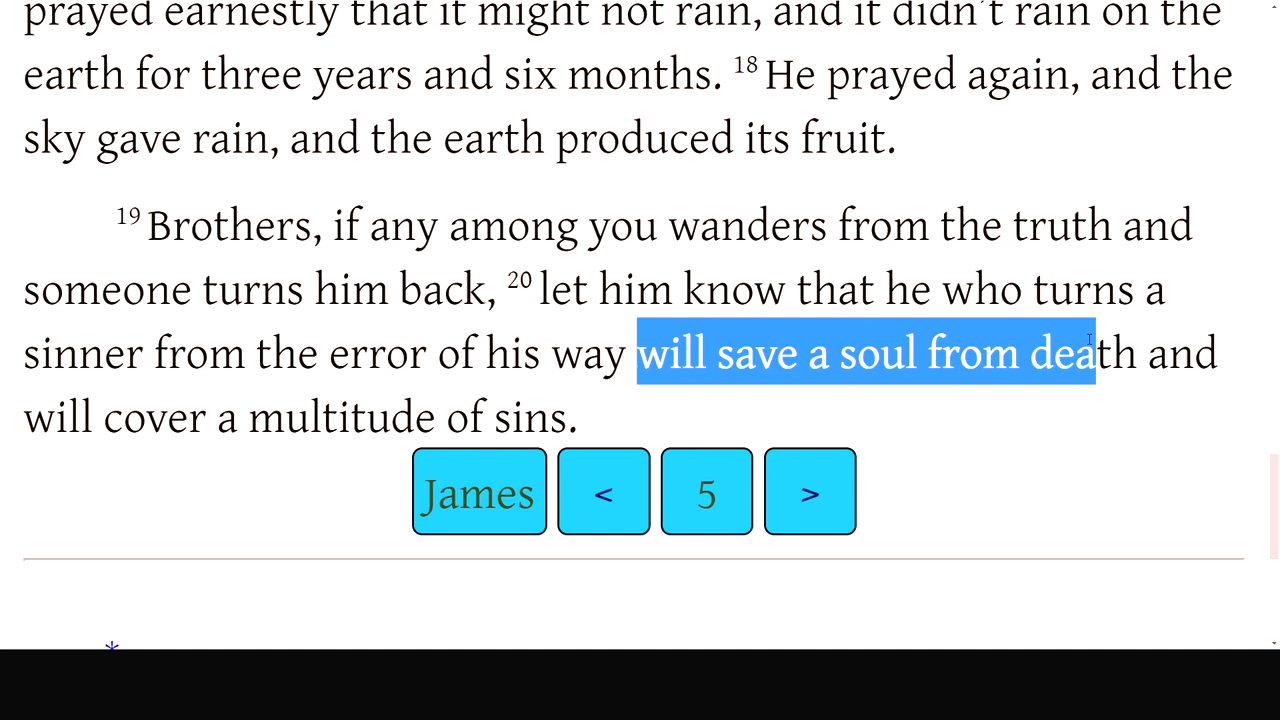 prayed earnestly that it might not rain, and it didn’t rain on the
earth for three years and six months. 18 He prayed again, and the
sky gave rain, and the earth produced its fruit.
19 Brothers, if any among you wanders from the truth and
someone turns him back, 20 let him know that he who turns a
sinner from the error of his way will save a soul from death and
will cover a multitude of sins.
James < 5 >
*